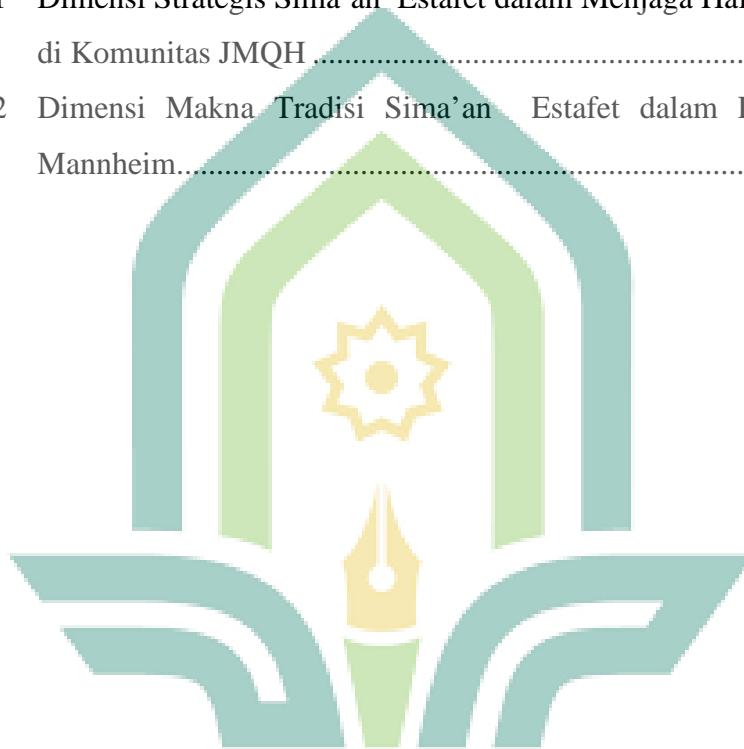 Dimensi Strategis Sima'an Estafet dalam Menjaga
di Komunitas JMQH ....................................................
2 Dimensi Makna Tradisi Sima'an Estafet dalam
Mannheim....................................................................